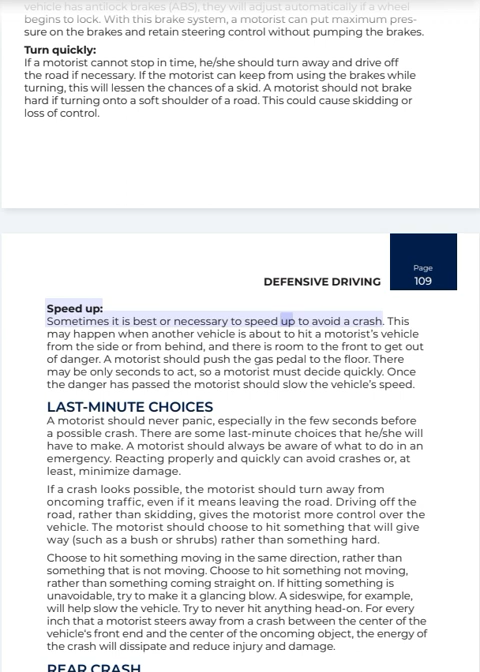 vehicle has antilock brakes (ABS), they will adjust automatically if a wheel
begins to lock. With this brake system, a motorist can put maximum pres-
sure on the brakes and retain steering control without pumping the brakes.
Turn quickly:
If a motorist cannot stop in time, he/she should turn away and drive off
the road if necessary. If the motorist can keep from using the brakes while
turning, this will lessen the chances of a skid. A motorist should not brake
hard if turning onto a soft shoulder of a road. This could cause skidding or
loss of control.
Page
DEFENSIVE DRIVING 109
Speed up:
Sometimes it is best or necessary to speed up to avoid a crash. This
may happen when another vehicle is about to hit a motorist's vehicle
from the side or from behind, and there is room to the front to get out
of danger. A motorist should push the gas pedal to the floor. There
may be only seconds to act, so a motorist must decide quickly. Once
the danger has passed the motorist should slow the vehicle's speed.
LAST-MINUTE CHOICES
A motorist should never panic, especially in the few seconds before
a possible crash. There are some last-minute choices that he/she will
have to make. A motorist should always be aware of what to do in an
emergency. Reacting properly and quickly can avoid crashes or, at
least, minimize damage.
If a crash looks possible, the motorist should turn away from
oncoming traffic, even if it means leaving the road. Driving off the
road, rather than skidding, gives the motorist more control over the
vehicle. The motorist should choose to hit something that will give
way (such as a bush or shrubs) rather than something hard.
Choose to hit something moving in the same direction, rather than
something that is not moving. Choose to hit something not moving,
rather than something coming straight on. If hitting something is
unavoidable, try to make it a glancing blow. A sideswipe, for example,
will help slow the vehicle. Try to never hit anything head-on. For every
inch that a motorist steers away from a crash between the center of the
vehicle's front end and the center of the oncoming object, the energy of
the crash will dissipate and reduce injury and damage.
REAR CRASH